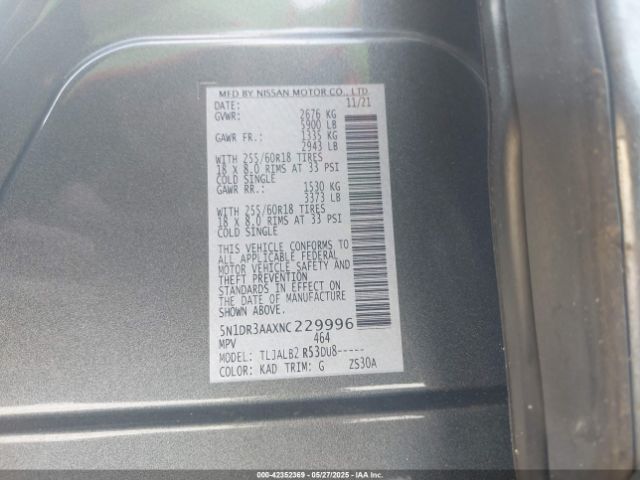 MFD BY NISSAN MOTOR CO., LTD
DATE: 11/21
GVWR: 2676 KG
5900 LB
GAWR FR.: 1335 KG
2943 LB
WITH 255/60R18 TIRES
18 X 8.0 RIMS AT 33 PSI
COLD SINGLE
GAWR RR.: 1530 KG
3373 LB
WITH 255/60R18 TIRES
18 X 8.0 RIMS AT 33 PSI
COLD SINGLE
THIS VEHICLE CONFORMS TO
ALL APPLICABLE FEDERAL
MOTOR VEHICLE SAFETY AND
THEFT PREVENTION
STANDARDS IN EFFECT ON
THE DATE OF MANUFACTURE
SHOWN ABOVE.
5N1DR3AAXNC229996
MPV 464
MODEL: TLJALB2 R53DU8-----
COLOR: KAD TRIM: G ZS30A
000-42352369 05/27/2025 IAA